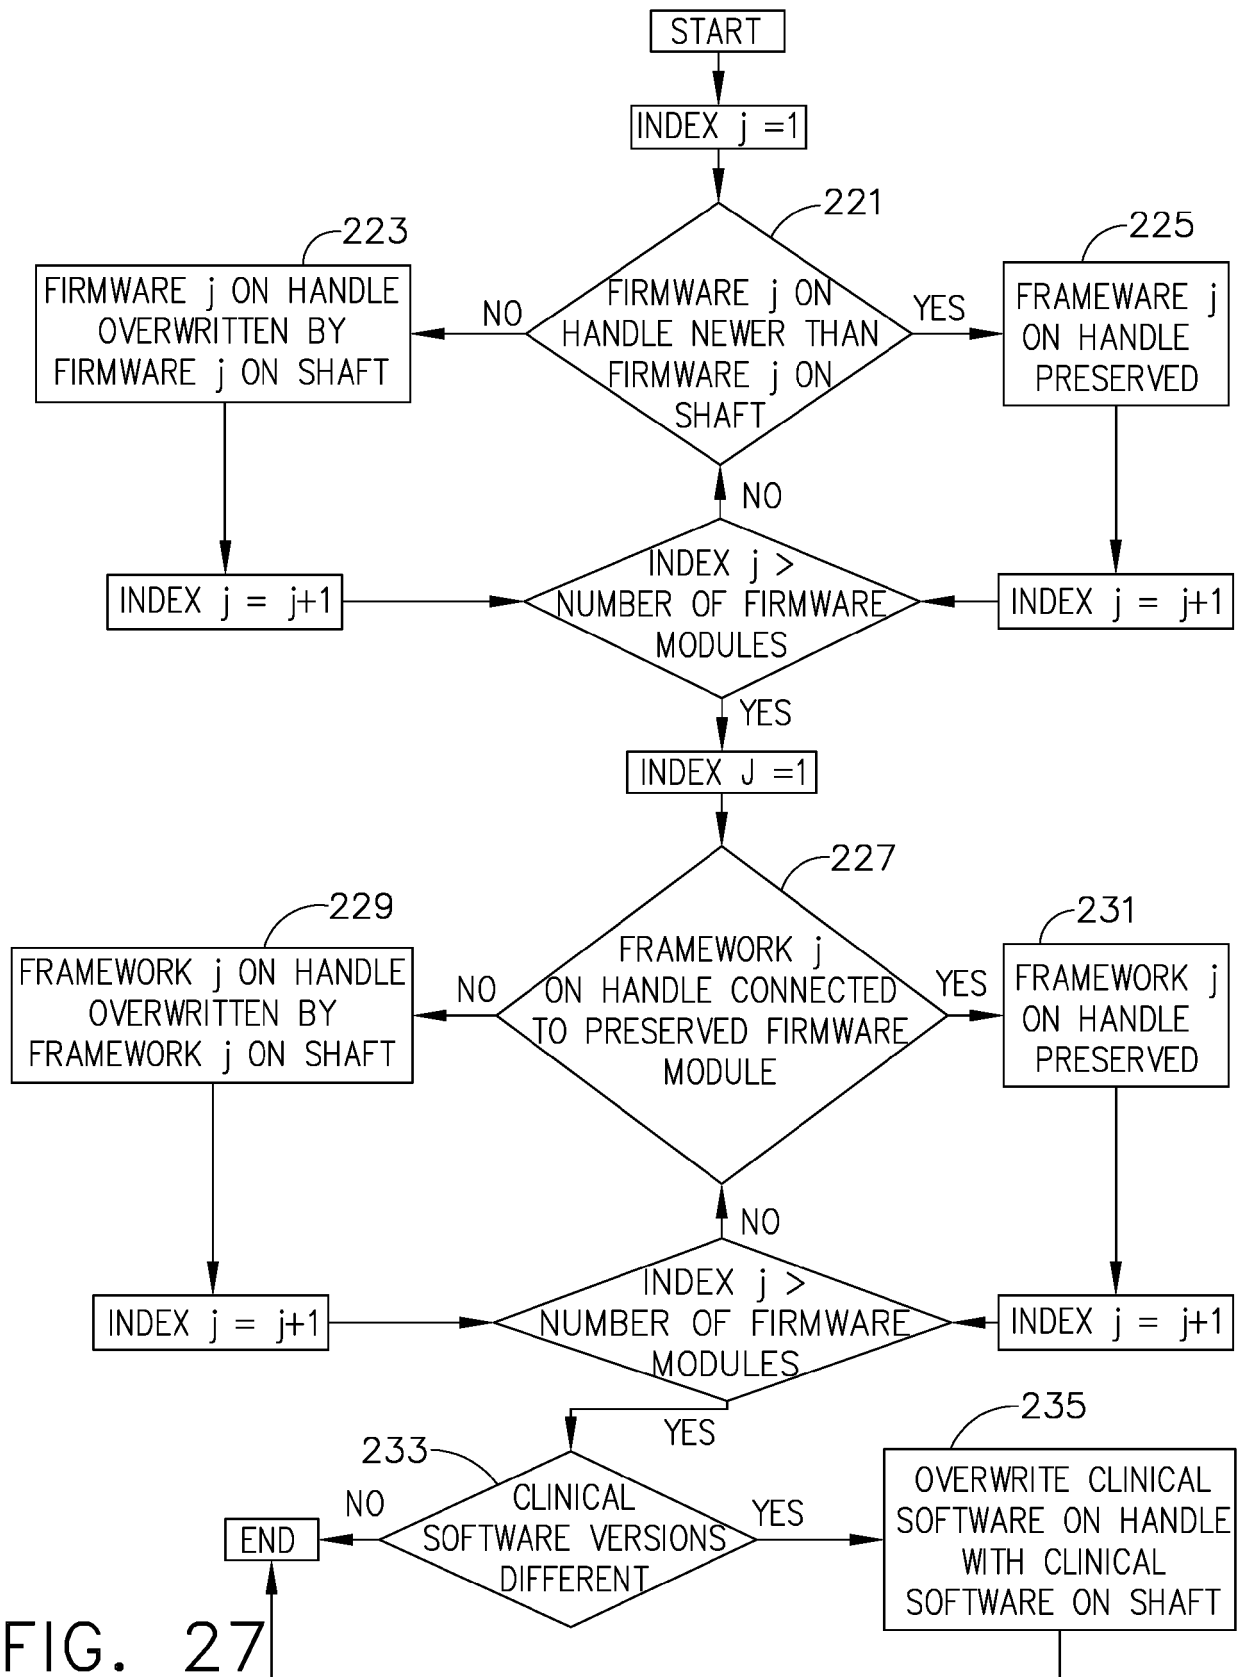 START
INDEX j =1
221
FIRMWARE j ON
HANDLE NEWER THAN
FIRMWARE j ON
SHAFT
NO
YES
223
FIRMWARE j ON HANDLE
OVERWRITTEN BY
FIRMWARE j ON SHAFT
225
FRAMEWARE j
ON HANDLE
PRESERVED
NO
INDEX j = j+1
INDEX j >
NUMBER OF FIRMWARE
MODULES
INDEX j = j+1
YES
INDEX J =1
227
FRAMEWORK j
ON HANDLE CONNECTED
TO PRESERVED FIRMWARE
MODULE
NO
YES
229
FRAMEWORK j ON HANDLE
OVERWRITTEN BY
FRAMEWORK j ON SHAFT
231
FRAMEWORK j
ON HANDLE
PRESERVED
NO
INDEX j = j+1
INDEX j >
NUMBER OF FIRMWARE
MODULES
INDEX j = j+1
YES
233
CLINICAL
SOFTWARE VERSIONS
DIFFERENT
NO
YES
END
235
OVERWRITE CLINICAL
SOFTWARE ON HANDLE
WITH CLINICAL
SOFTWARE ON SHAFT
FIG. 27